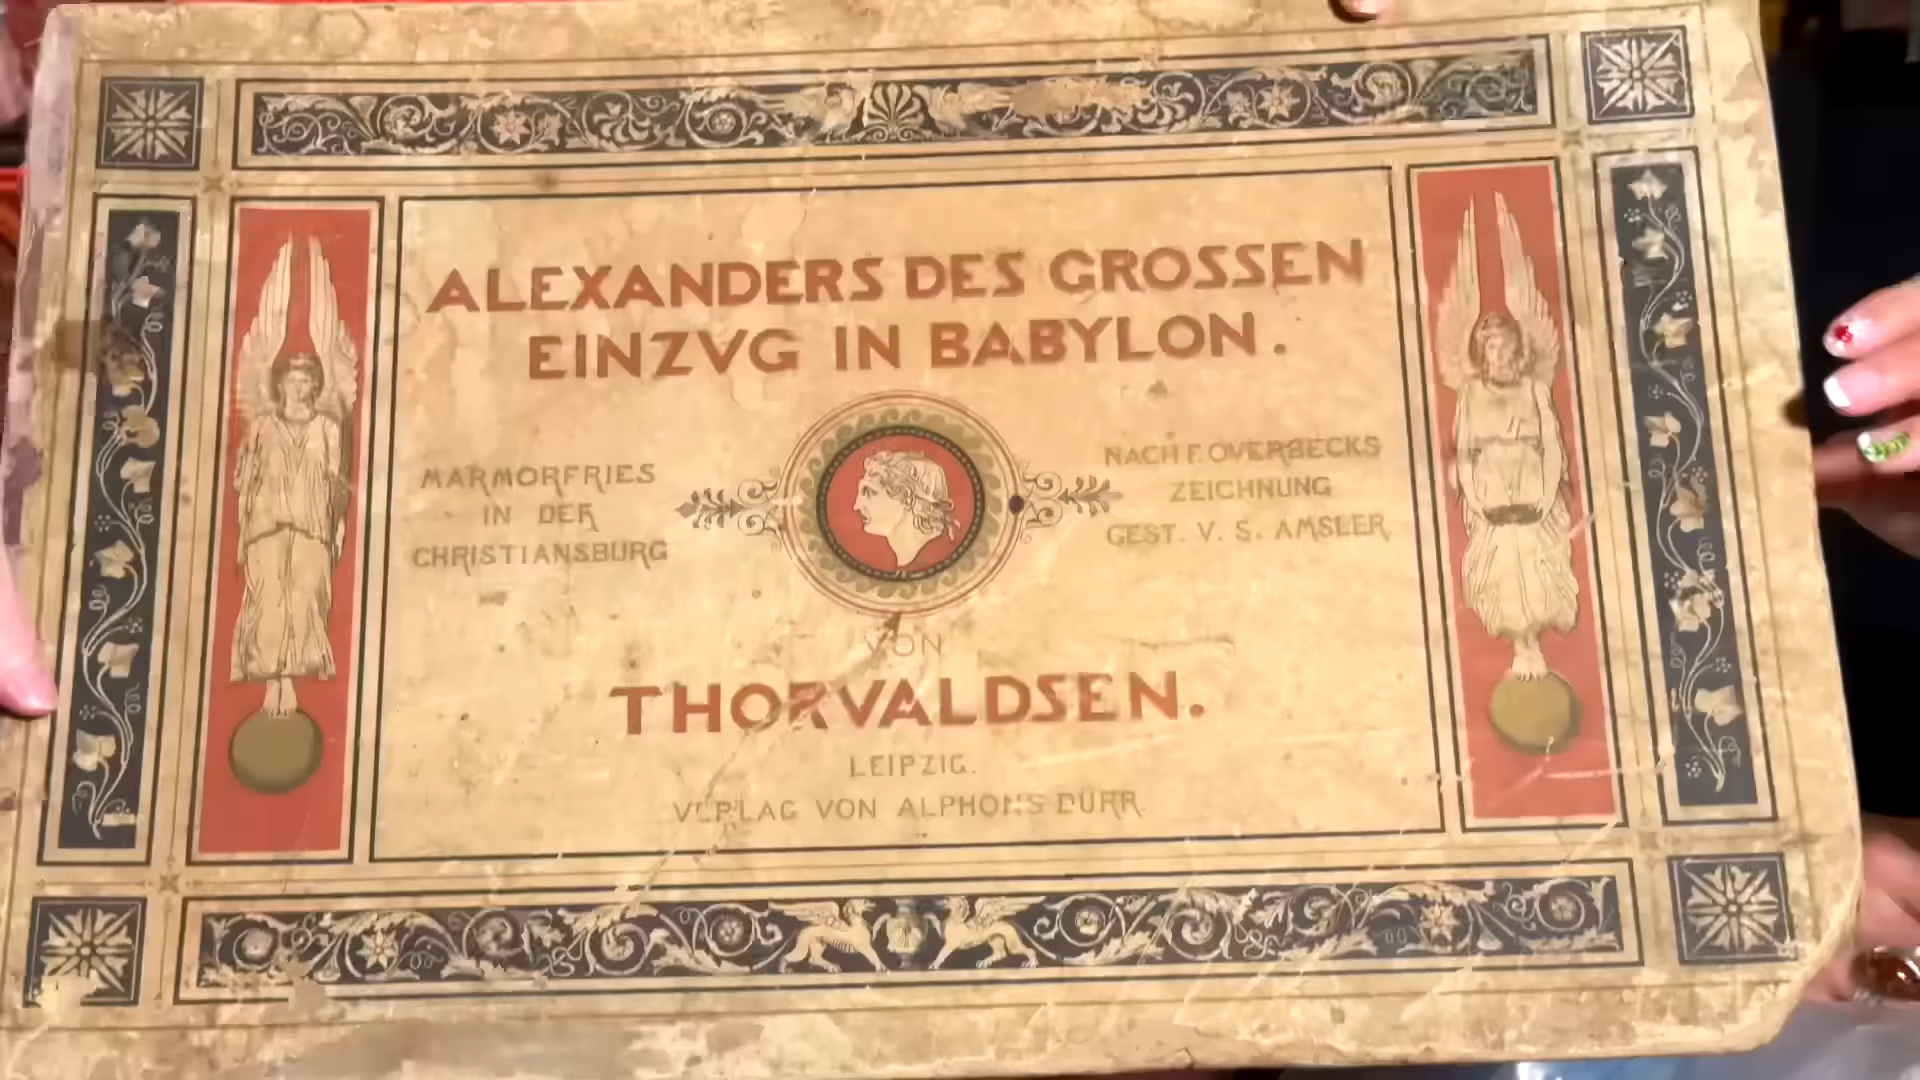 ALEXANDERS DES GROSSEN
EINZVG IN BABYLON.
MARMORFRIES
IN DER
CHRISTIANSBURG
NACH F. OVERBECKS
ZEICHNUNG
GEST. V. S. AMSLER.
VON
THORVALDSEN.
LEIPZIG.
VERLAG VON ALPHONS DÜRR.